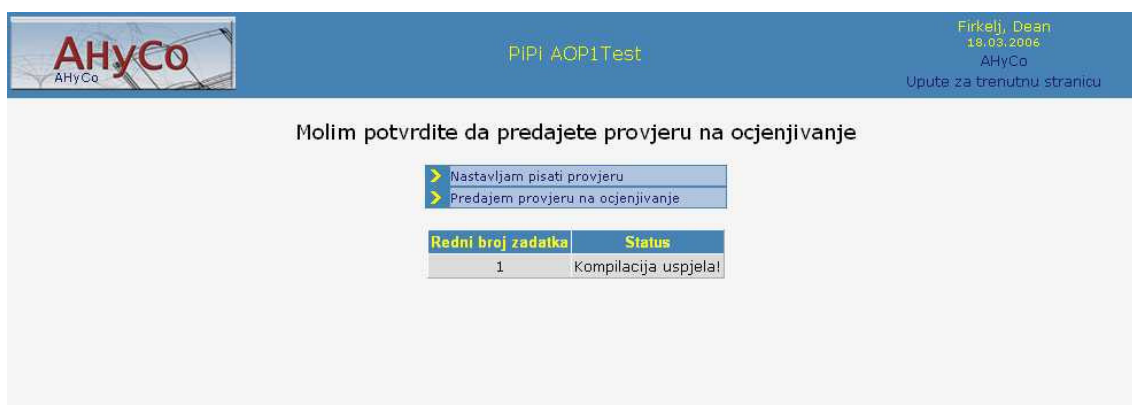 AHyCo
AHyCo
PIPI AOP1Test
Firkelj, Dean
18.03.2006
AHyCo
Upute za trenutnu stranicu
Molim potvrdite da predajete provjeru na ocjenjivanje
Nastavljam pisati provjeru
Predajem provjeru na ocjenjivanje
Redni broj zadatka Status
1 Kompilacija uspjela!